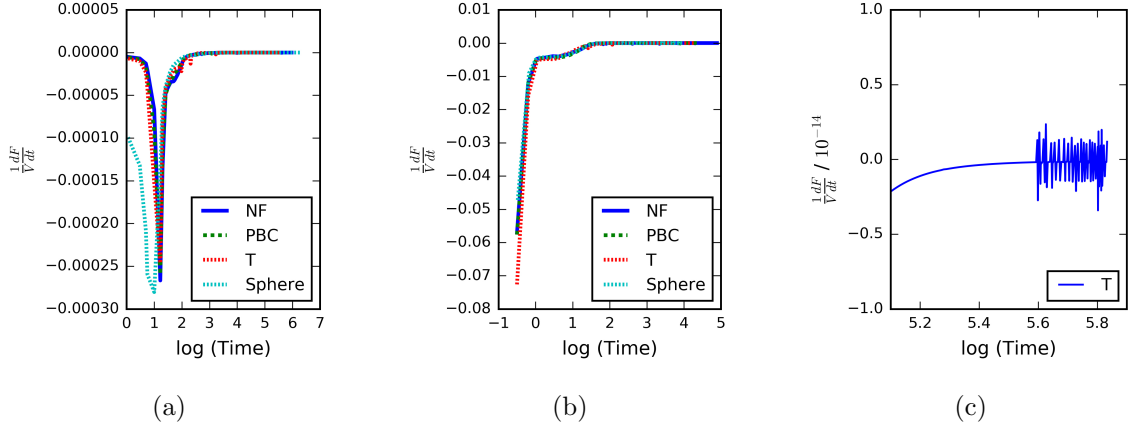 0.00005
0.00000
−0.00005
−0.00010
−0.00015
−0.00020
−0.00025
−0.00030
0 1 2 3 4 5 6 7
log (Time)
1/V dF/dt
NF
PBC
T
Sphere
(a)
0.01
0.00
−0.01
−0.02
−0.03
−0.04
−0.05
−0.06
−0.07
−0.08
−1 0 1 2 3 4 5
log (Time)
1/V dF/dt
NF
PBC
T
Sphere
(b)
1.0
0.5
0.0
−0.5
−1.0
5.2 5.4 5.6 5.8
log (Time)
1/V dF/dt / 10⁻¹⁴
T
(c)